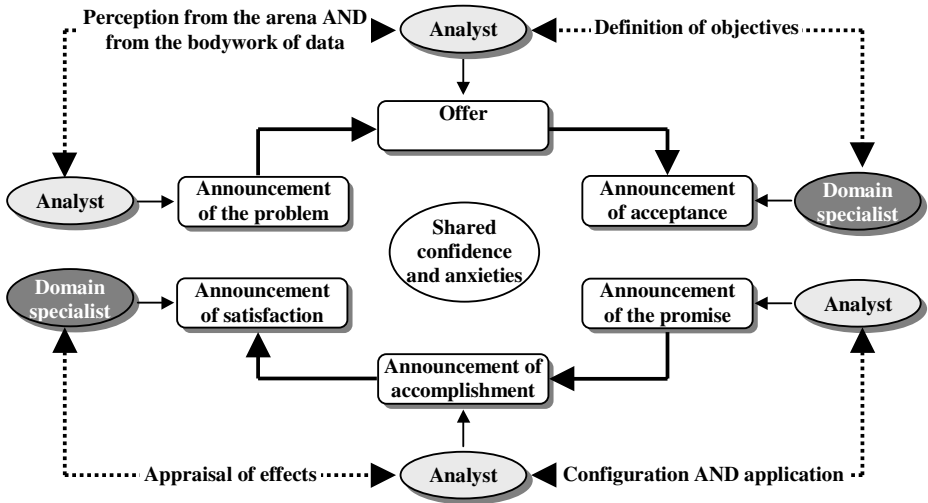 Perception from the arena AND
from the bodywork of data
Analyst
Definition of objectives
Offer
Analyst
Announcement
of the problem
Announcement
of acceptance
Domain
specialist
Shared
confidence
and anxieties
Domain
specialist
Announcement
of satisfaction
Announcement
of the promise
Analyst
Announcement of
accomplishment
Appraisal of effects
Analyst
Configuration AND application